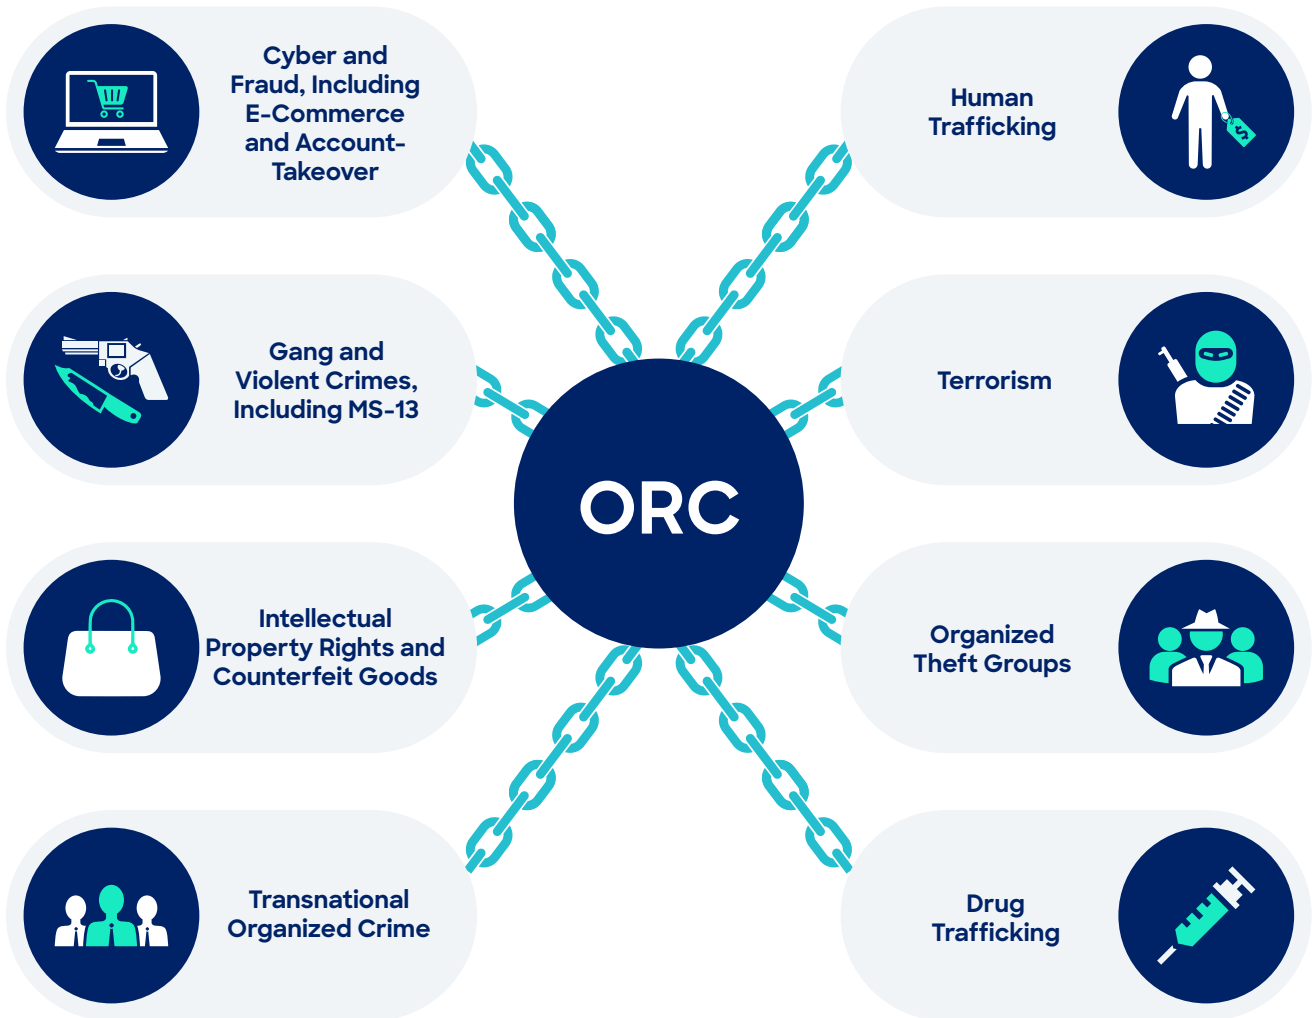 Cyber and
Fraud, Including
E-Commerce
and Account-
Takeover
Human
Trafficking
Gang and
Violent Crimes,
Including MS-13
Terrorism
ORC
Intellectual
Property Rights and
Counterfeit Goods
Organized
Theft Groups
Transnational
Organized Crime
Drug
Trafficking
$